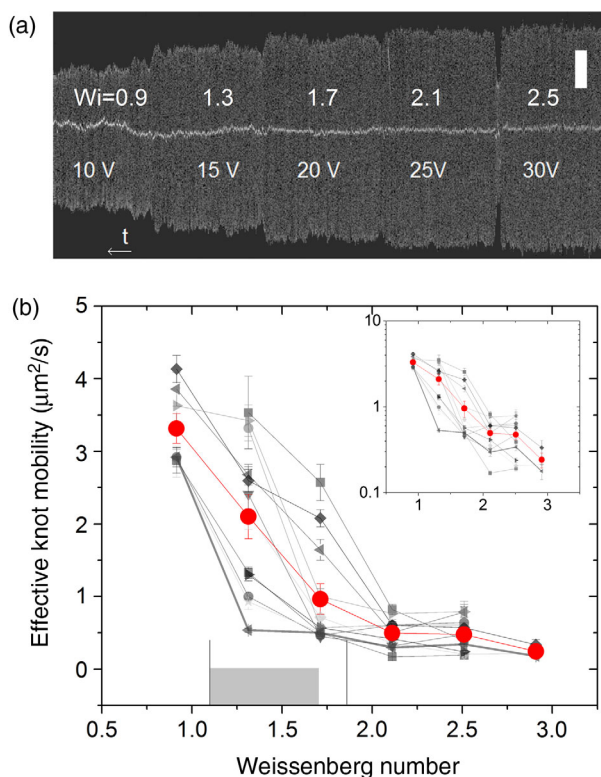 (a)
Wi=0.9 1.3 1.7 2.1 2.5
10 V 15 V 20 V 25V 30V
t
(b)
5
4
3
2
1
0
Effective knot mobility (μm²/s)
10
1
0.1
1 2 3
0.5 1.0 1.5 2.0 2.5 3.0
Weissenberg number